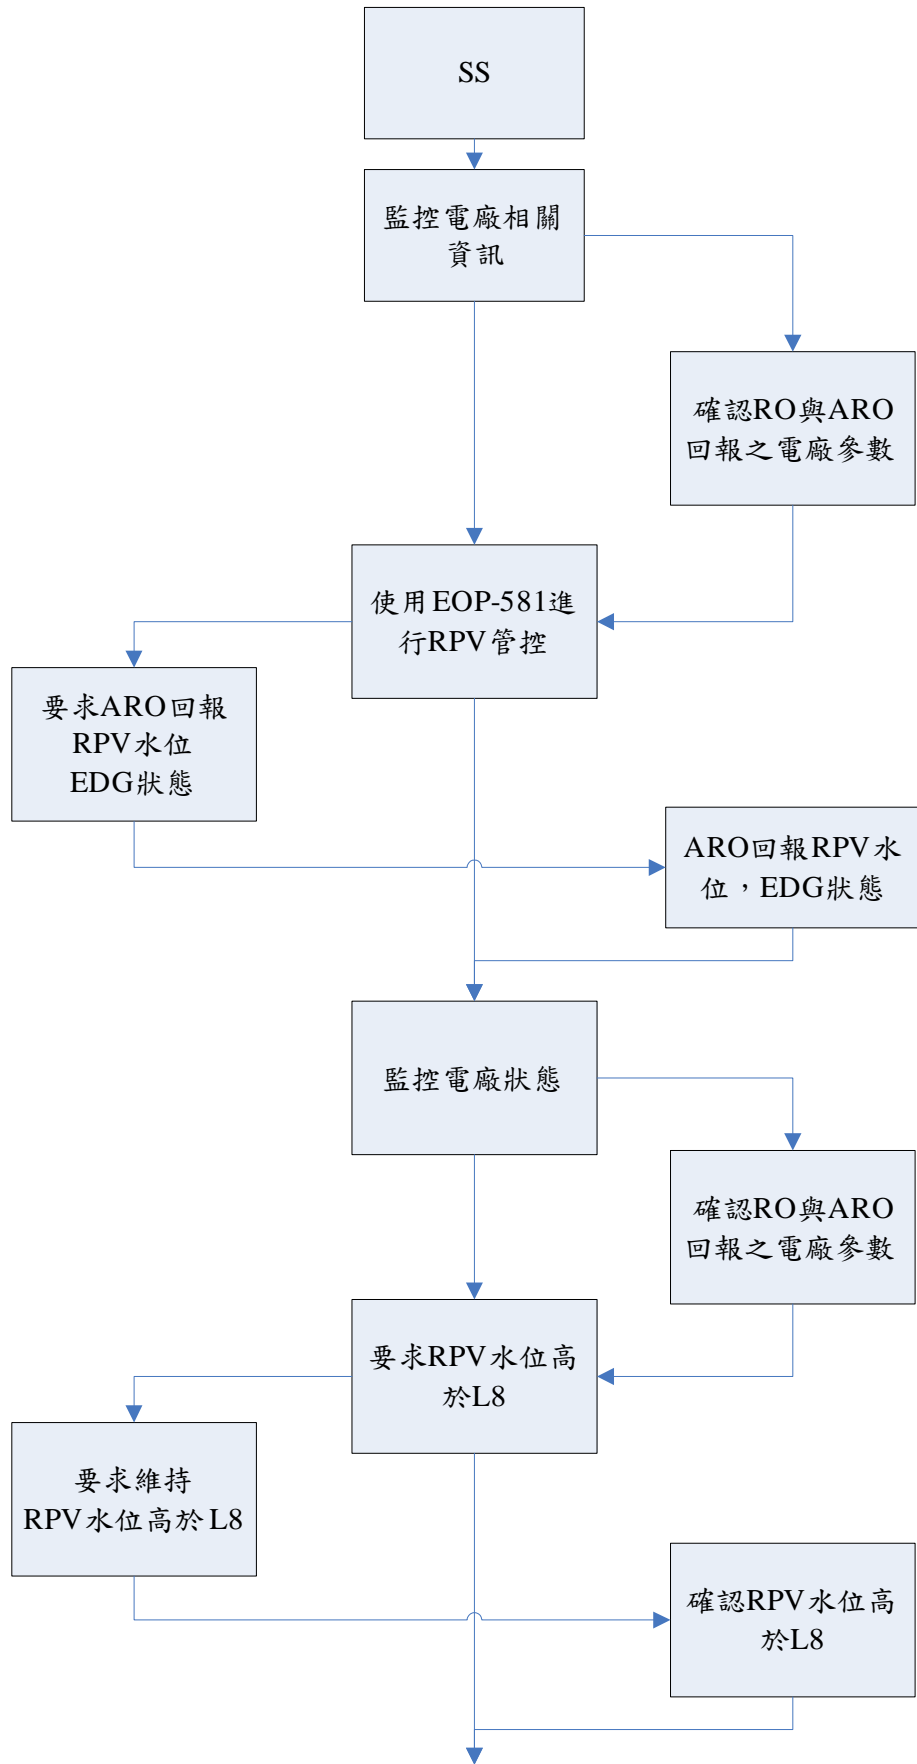 SS
監控電廠相關
資訊
確認RO與ARO
回報之電廠參數
使用EOP-581進
行RPV管控
要求ARO回報
RPV水位
EDG狀態
ARO回報RPV水
位，EDG狀態
監控電廠狀態
確認RO與ARO
回報之電廠參數
要求RPV水位高
於L8
要求維持
RPV水位高於L8
確認RPV水位高
於L8